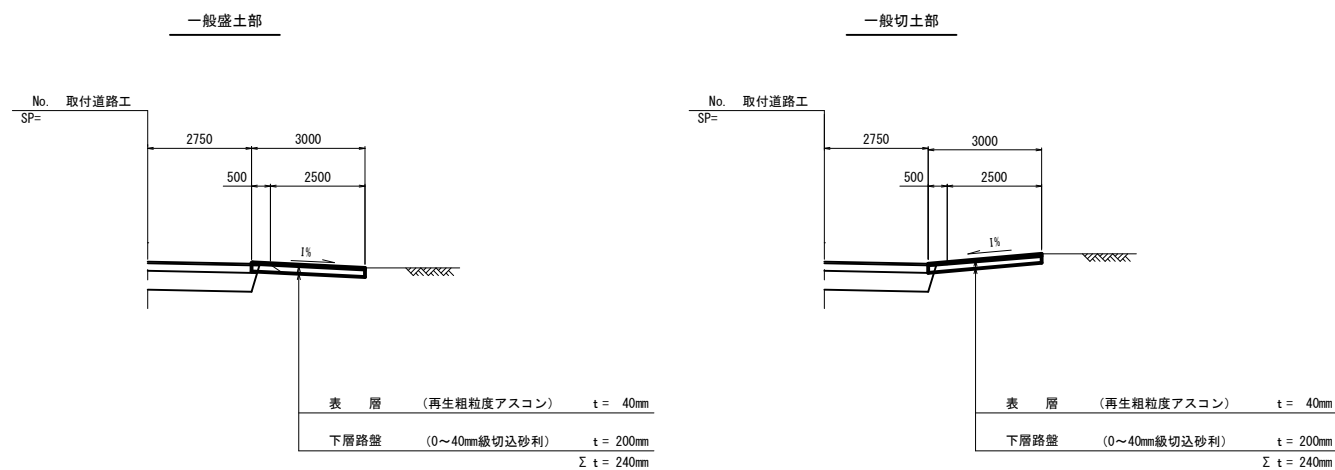 一般盛土部
No. 取付道路工
SP=
2750
3000
500
2500
1%
表　層　(再生粗粒度アスコン)　t = 40mm
下層路盤　(0～40mm級切込砂利)　t = 200mm
Σ t = 240mm
一般切土部
No. 取付道路工
SP=
2750
3000
500
2500
1%
表　層　(再生粗粒度アスコン)　t = 40mm
下層路盤　(0～40mm級切込砂利)　t = 200mm
Σ t = 240mm